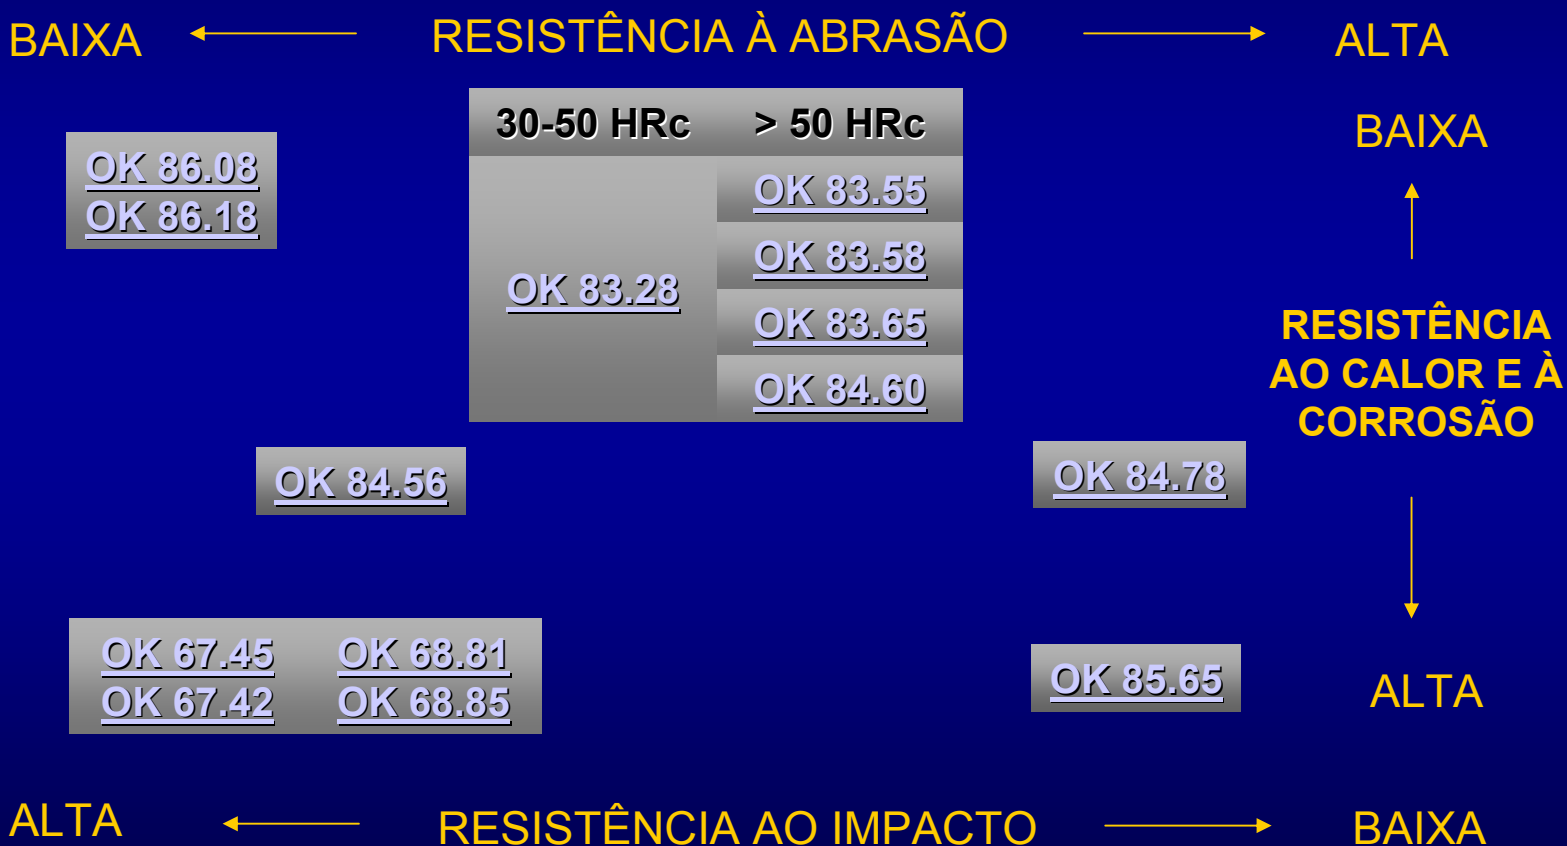 BAIXA RESISTÊNCIA À ABRASÃO ALTA
30-50 HRc > 50 HRc
BAIXA
OK 86.08
OK 86.18
OK 83.28
OK 83.55
OK 83.58
OK 83.65
OK 84.60
RESISTÊNCIA
AO CALOR E À
CORROSÃO
OK 84.56
OK 84.78
OK 67.45 OK 68.81
OK 67.42 OK 68.85
OK 85.65
ALTA
ALTA RESISTÊNCIA AO IMPACTO BAIXA